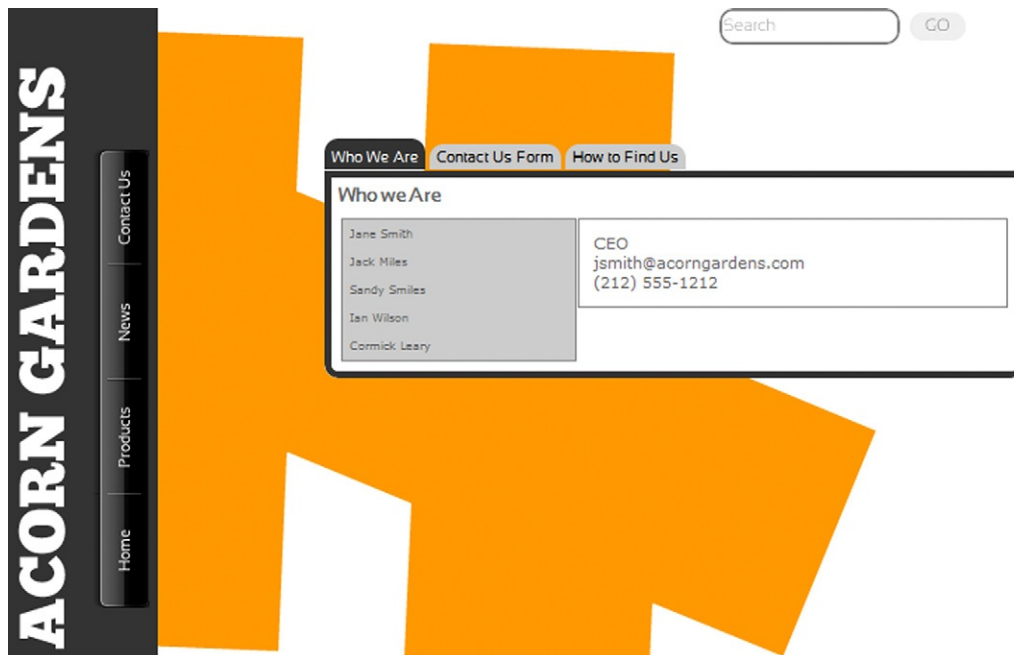 ACORN GARDENS
Contact Us
News
Products
Home
Search
GO
Who We Are
Contact Us Form
How to Find Us
Who we Are
Jane Smith
Jack Miles
Sandy Smiles
Ian Wilson
Cormick Leary
CEO
jsmith@acorngardens.com
(212) 555-1212